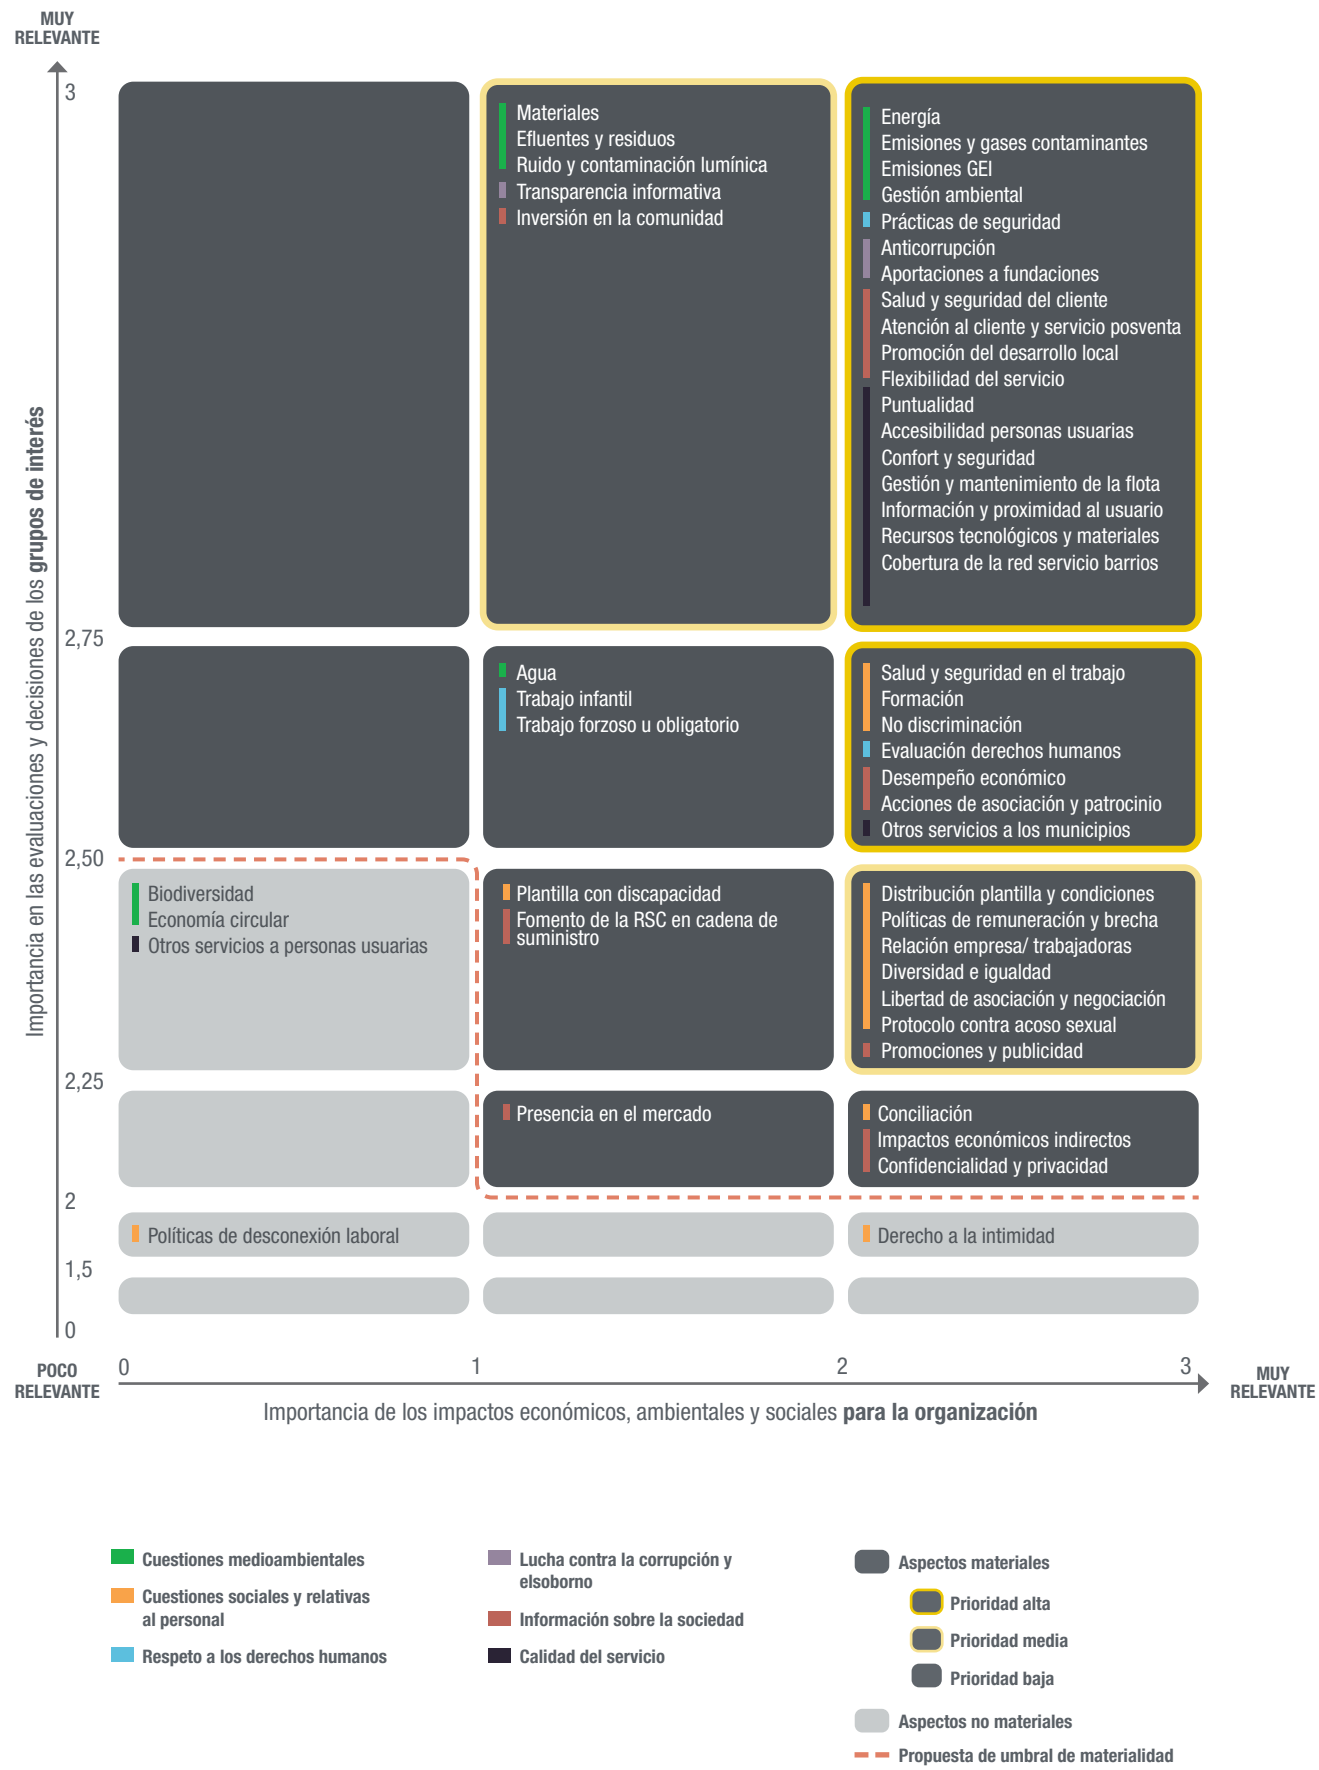 MUY
RELEVANTE
3
Materiales
Efluentes y residuos
Ruido y contaminación lumínica
Transparencia informativa
Inversión en la comunidad
Energía
Emisiones y gases contaminantes
Emisiones GEI
Gestión ambiental
Prácticas de seguridad
Anticorrupción
Aportaciones a fundaciones
Salud y seguridad del cliente
Atención al cliente y servicio posventa
Promoción del desarrollo local
Flexibilidad del servicio
Puntualidad
Accesibilidad personas usuarias
Confort y seguridad
Gestión y mantenimiento de la flota
Información y proximidad al usuario
Recursos tecnológicos y materiales
Cobertura de la red servicio barrios
Importancia en las evaluaciones y decisiones de los grupos de interés
2,75
Agua
Trabajo infantil
Trabajo forzoso u obligatorio
Salud y seguridad en el trabajo
Formación
No discriminación
Evaluación derechos humanos
Desempeño económico
Acciones de asociación y patrocinio
Otros servicios a los municipios
2,50
Biodiversidad
Economía circular
Otros servicios a personas usuarias
Plantilla con discapacidad
Fomento de la RSC en cadena de
suministro
Distribución plantilla y condiciones
Políticas de remuneración y brecha
Relación empresa/ trabajadoras
Diversidad e igualdad
Libertad de asociación y negociación
Protocolo contra acoso sexual
Promociones y publicidad
2,25
Presencia en el mercado
Conciliación
Impactos económicos indirectos
Confidencialidad y privacidad
2
Políticas de desconexión laboral
Derecho a la intimidad
1,5
0
POCO
RELEVANTE
0
1
2
3
MUY
RELEVANTE
Importancia de los impactos económicos, ambientales y sociales para la organización
Cuestiones medioambientales
Cuestiones sociales y relativas
al personal
Respeto a los derechos humanos
Lucha contra la corrupción y
elsoborno
Información sobre la sociedad
Calidad del servicio
Aspectos materiales
Prioridad alta
Prioridad media
Prioridad baja
Aspectos no materiales
Propuesta de umbral de materialidad